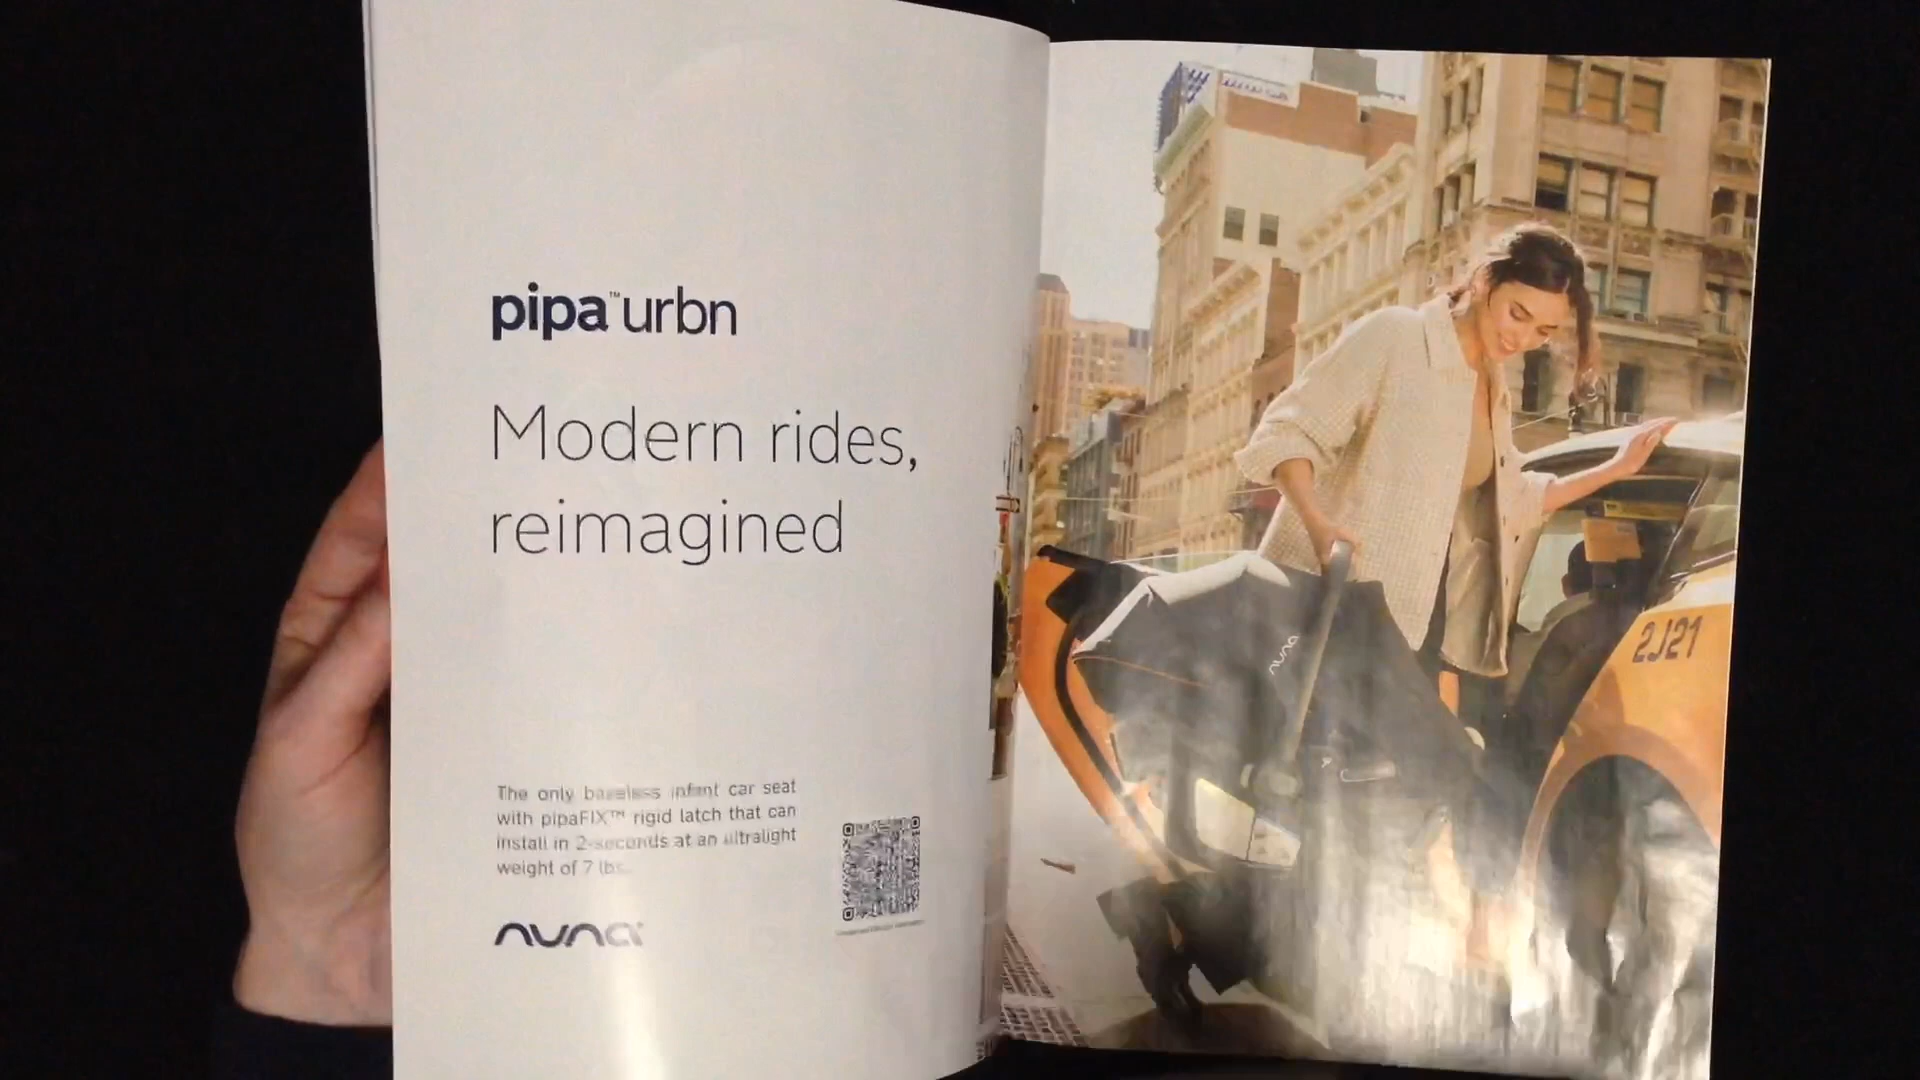 pipa™ urbn
Modern rides,
reimagined
The only baseless infant car seat
with pipaFIX™ rigid latch that can
install in 2-seconds at an ultralight
weight of 7 lbs.
nuna
nuna
2J21